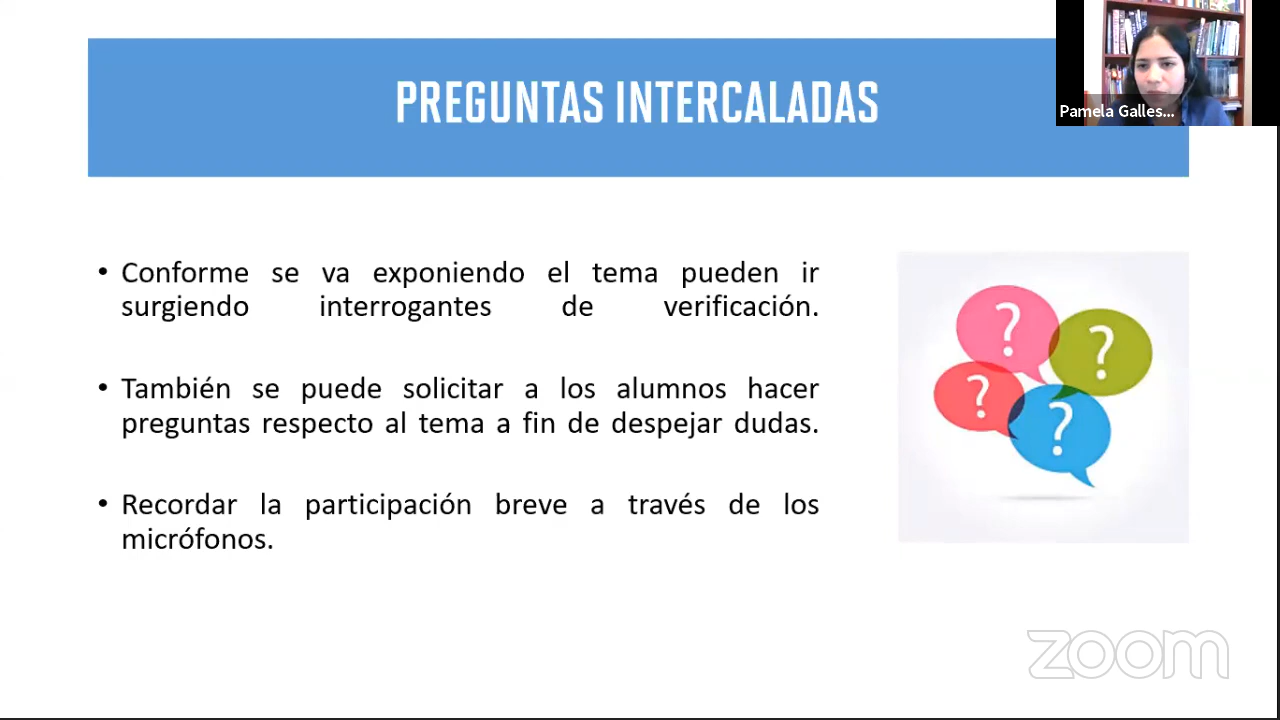 PREGUNTAS INTERCALADAS
Pamela Galles...
• Conforme se va exponiendo el tema pueden ir
surgiendo interrogantes de verificación.
• También se puede solicitar a los alumnos hacer
preguntas respecto al tema a fin de despejar dudas.
• Recordar la participación breve a través de los
micrófonos.
? ?
? ?
zoom